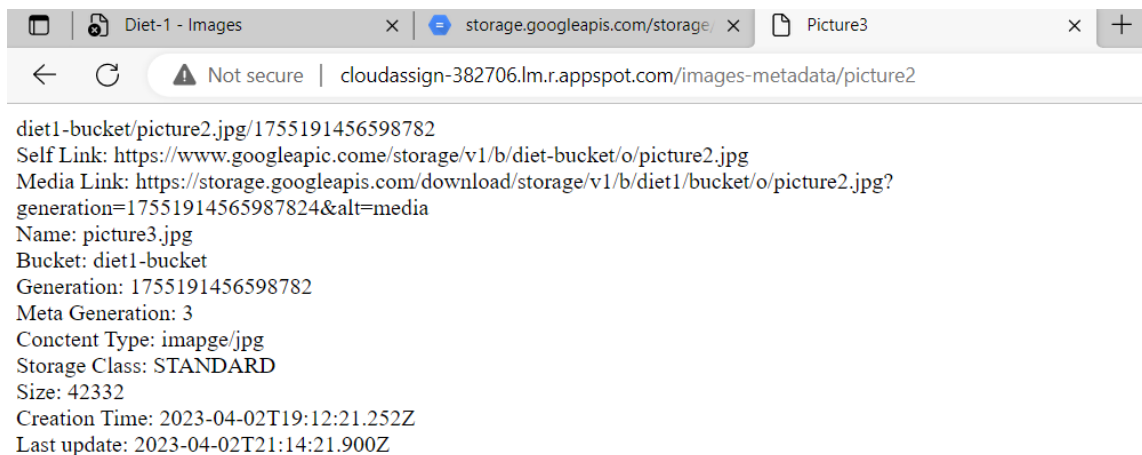 Diet-1 - Images
storage.googleapis.com/storage/
Picture3
Not secure | cloudassign-382706.lm.r.appspot.com/images-metadata/picture2
diet1-bucket/picture2.jpg/1755191456598782
Self Link: https://www.googleapic.come/storage/v1/b/diet-bucket/o/picture2.jpg
Media Link: https://storage.googleapis.com/download/storage/v1/b/diet1/bucket/o/picture2.jpg?
generation=17551914565987824&alt=media
Name: picture3.jpg
Bucket: diet1-bucket
Generation: 1755191456598782
Meta Generation: 3
Conctent Type: imapge/jpg
Storage Class: STANDARD
Size: 42332
Creation Time: 2023-04-02T19:12:21.252Z
Last update: 2023-04-02T21:14:21.900Z